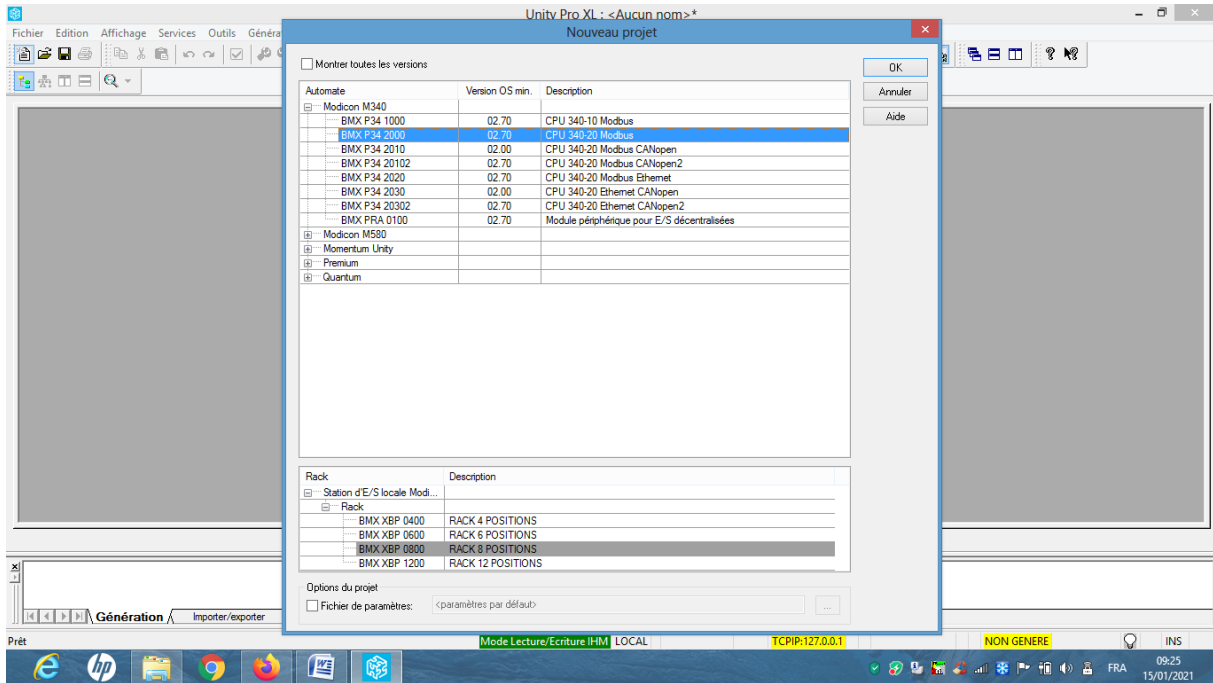 Unity Pro XL : <Aucun nom>*
Fichier Edition Affichage Services Outils Généra
Nouveau projet
Montrer toutes les versions
OK
Annuler
Aide
Automate Version OS min. Description
Modicon M340
BMX P34 1000 02.70 CPU 340-10 Modbus
BMX P34 2000 02.70 CPU 340-20 Modbus
BMX P34 2010 02.00 CPU 340-20 Modbus CANopen
BMX P34 20102 02.70 CPU 340-20 Modbus CANopen2
BMX P34 2020 02.70 CPU 340-20 Modbus Ethernet
BMX P34 2030 02.00 CPU 340-20 Ethernet CANopen
BMX P34 20302 02.70 CPU 340-20 Ethernet CANopen2
BMX PRA 0100 02.70 Module périphérique pour E/S décentralisées
Modicon M580
Momentum Unity
Premium
Quantum
Rack Description
Station d'E/S locale Modi...
Rack
BMX XBP 0400 RACK 4 POSITIONS
BMX XBP 0600 RACK 6 POSITIONS
BMX XBP 0800 RACK 8 POSITIONS
BMX XBP 1200 RACK 12 POSITIONS
Options du projet
Fichier de paramètres: <paramètres par défaut> ...
Génération Importer/exporter
Prêt Mode Lecture/Ecriture IHM LOCAL TCPIP:127.0.0.1 NON GENERE INS
FRA 09:25
15/01/2021